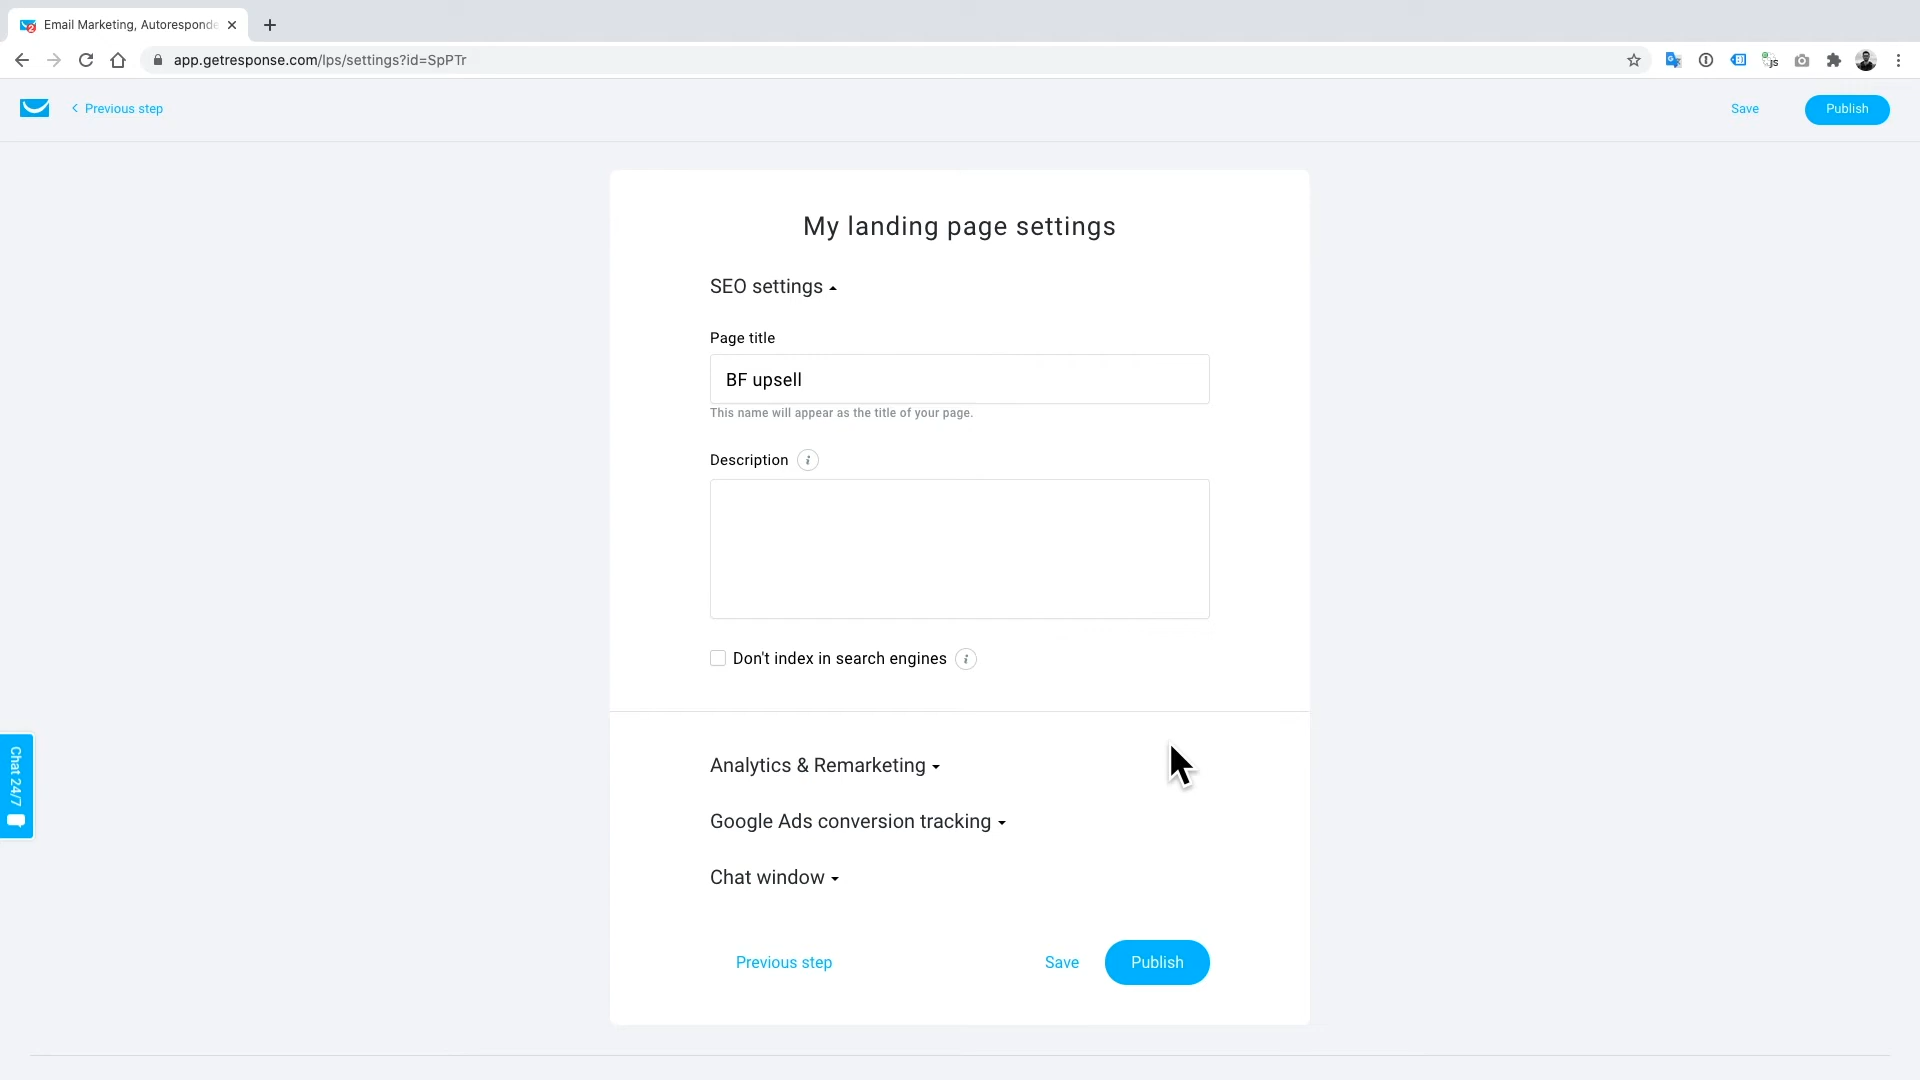 Email Marketing, Autoresponde
app.getresponse.com/lps/settings?id=SpPTr
Previous step
Save
Publish
My landing page settings
SEO settings
Page title
BF upsell
This name will appear as the title of your page.
Description
Don't index in search engines
Analytics & Remarketing
Google Ads conversion tracking
Chat window
Previous step
Save
Publish
Chat 24/7